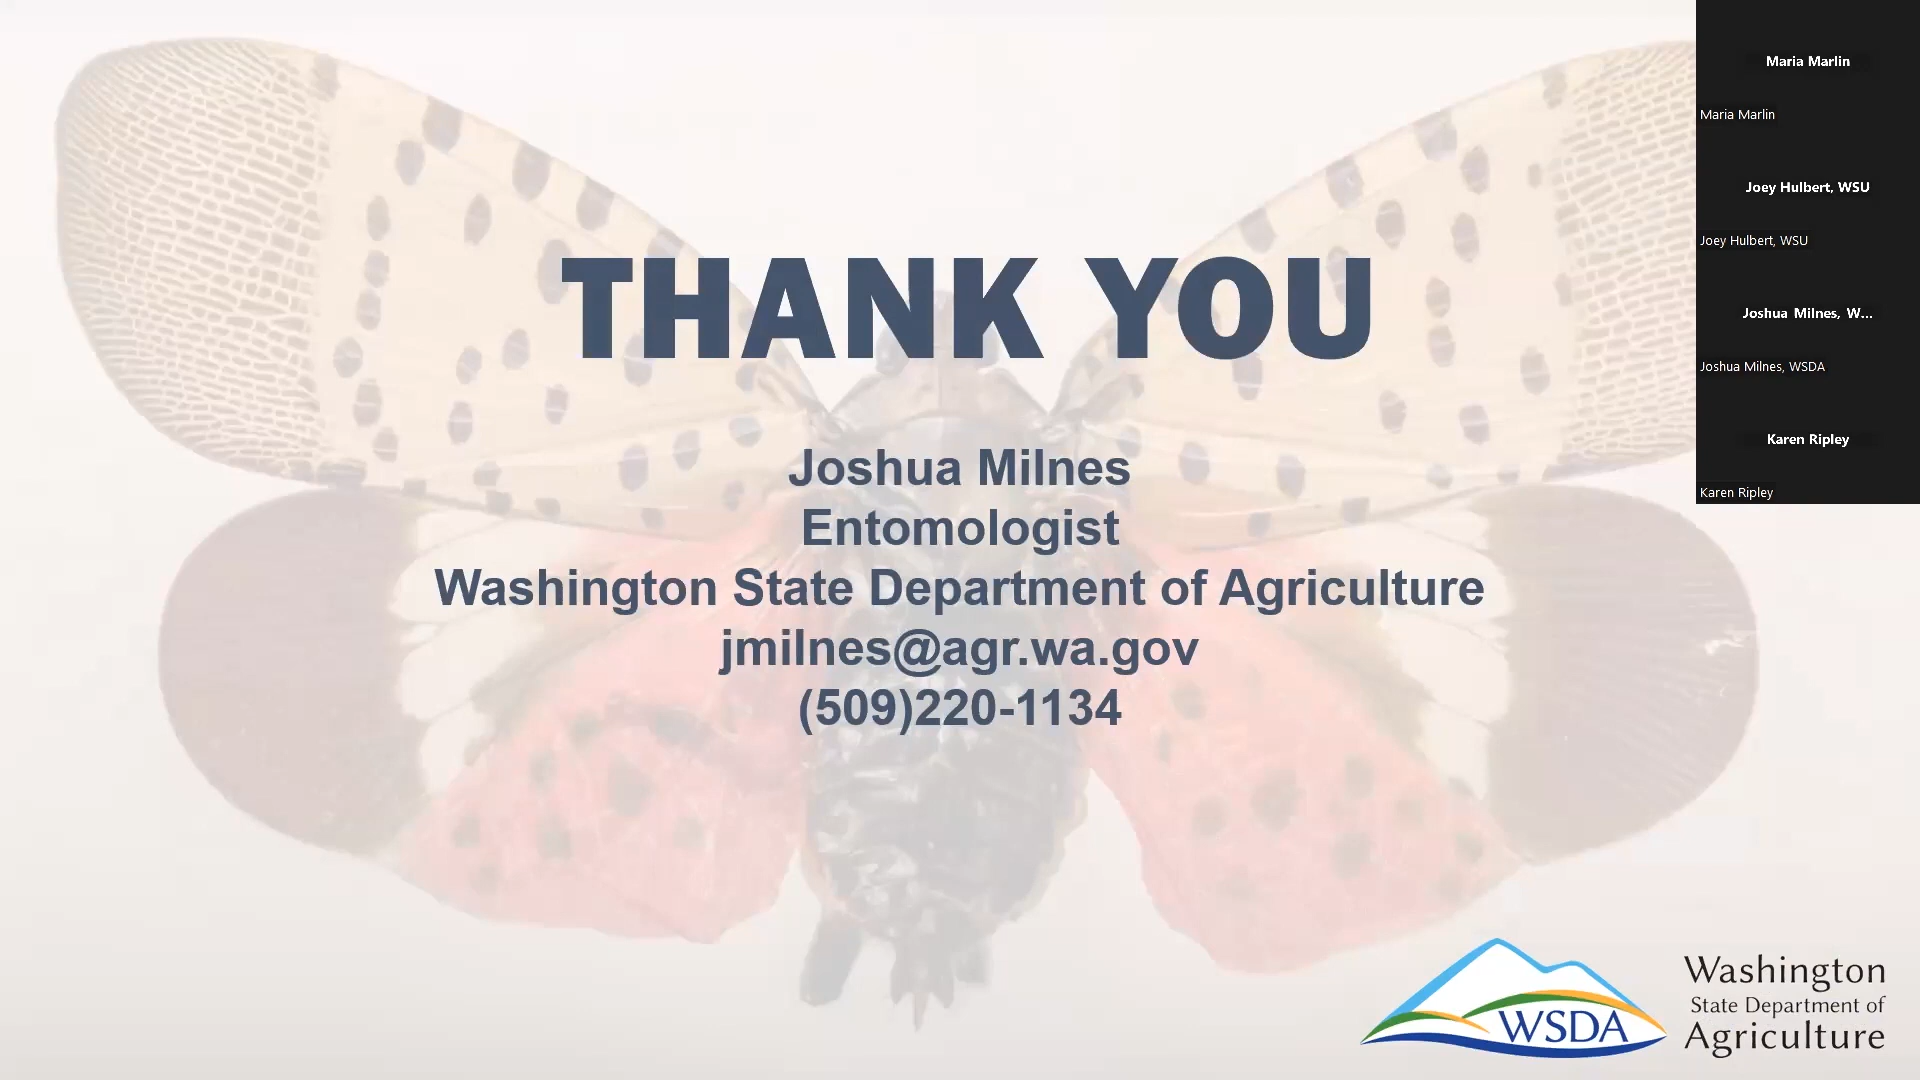 THANK YOU
Joshua Milnes
Entomologist
Washington State Department of Agriculture
jmilnes@agr.wa.gov
(509)220-1134
Maria Marlin
Maria Marlin
Joey Hulbert, WSU
Joey Hulbert, WSU
Joshua Milnes, W...
Joshua Milnes, WSDA
Karen Ripley
Karen Ripley
WSDA
Washington
State Department of
Agriculture